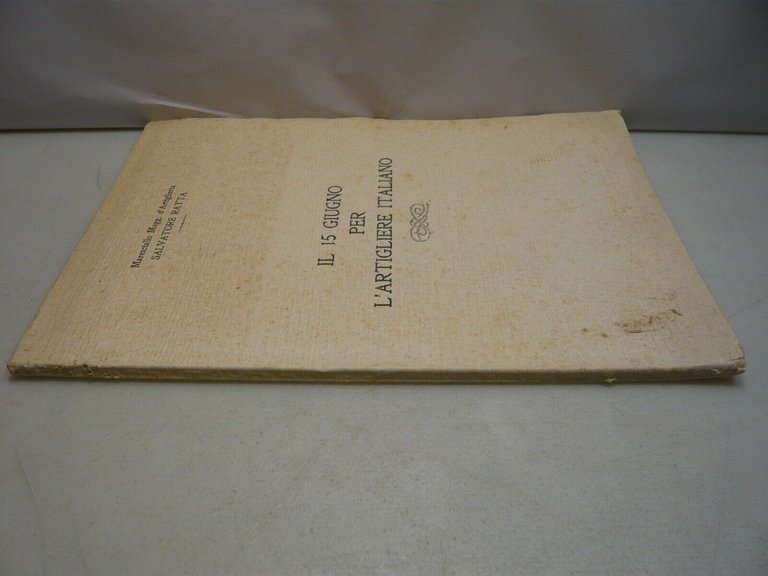 Maresciallo Magg. d'Artiglieria
SALVATORE RATTA
IL 15 GIUGNO
PER
L'ARTIGLIERE ITALIANO